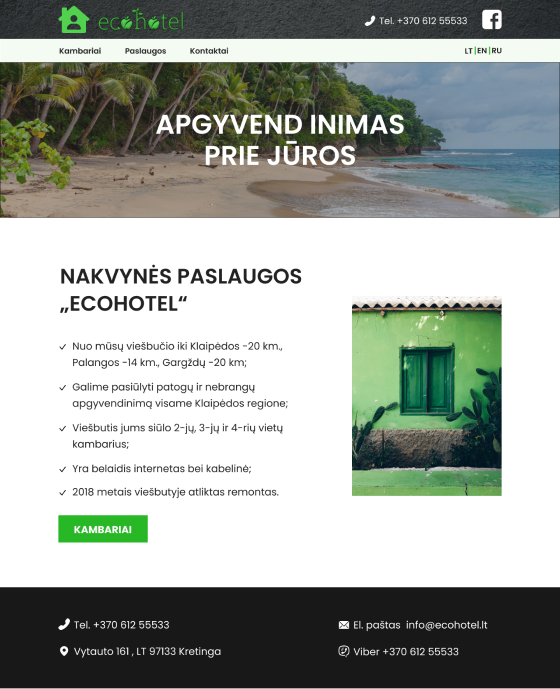 ecohotel
Tel. +370 612 55533
Kambariai Paslaugos Kontaktai
LT | EN | RU
APGYVEND INIMAS
PRIE JŪROS
NAKVYNĖS PASLAUGOS
„ECOHOTEL“
Nuo mūsų viešbučio iki Klaipėdos -20 km.,
Palangos -14 km., Gargždų -20 km;
Galime pasiūlyti patogų ir nebrangų
apgyvendinimą visame Klaipėdos regione;
Viešbutis jums siūlo 2-jų, 3-jų ir 4-rių vietų
kambarius;
Yra belaidis internetas bei kabelinė;
2018 metais viešbutyje atliktas remontas.
KAMBARIAI
Tel. +370 612 55533
El. paštas info@ecohotel.lt
Vytauto 161 , LT 97133 Kretinga
Viber +370 612 55533